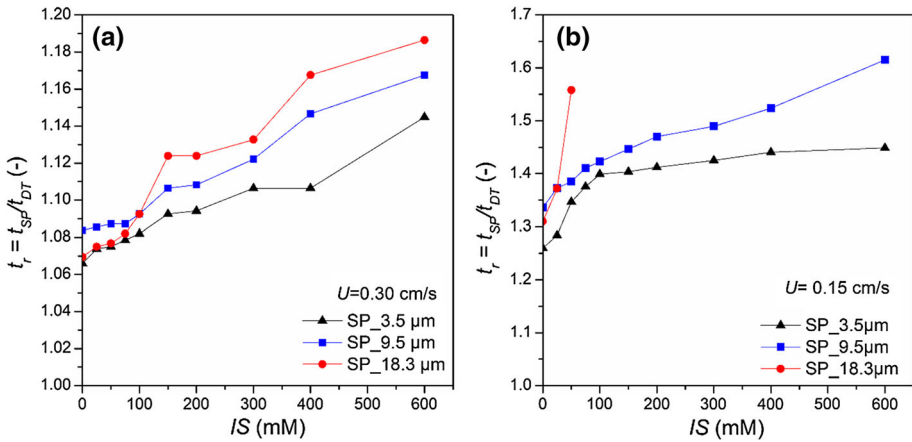 (a)
1.20
1.18
1.16
1.14
1.12
1.10
1.08
1.06
1.04
1.02
1.00
t_r = t_SP/t_DT (-)
U=0.30 cm/s
SP_3.5 µm
SP_9.5 µm
SP_18.3 µm
0 100 200 300 400 500 600
IS (mM)
(b)
1.7
1.6
1.5
1.4
1.3
1.2
1.1
1.0
t_r = t_SP/t_DT (-)
U= 0.15 cm/s
SP_3.5µm
SP_9.5µm
SP_18.3µm
0 100 200 300 400 500 600
IS (mM)